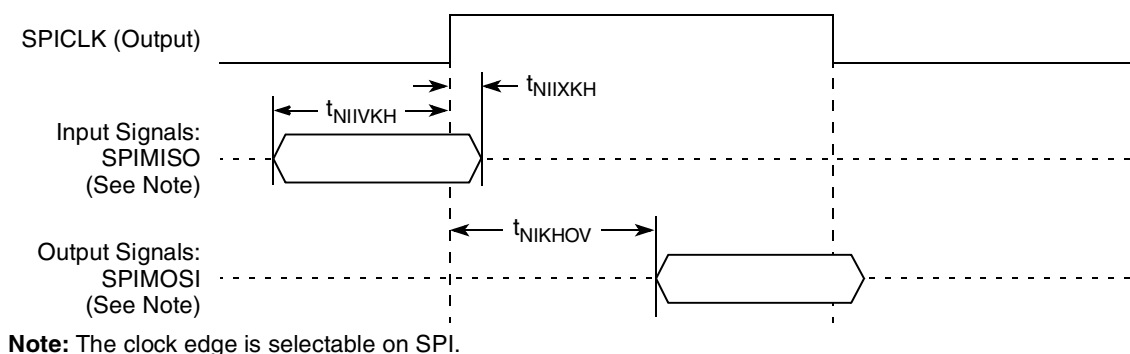 SPICLK (Output)
tNIIXKH
tNIIVKH
Input Signals:
SPIMISO
(See Note)
tNIKHOV
Output Signals:
SPIMOSI
(See Note)
Note: The clock edge is selectable on SPI.